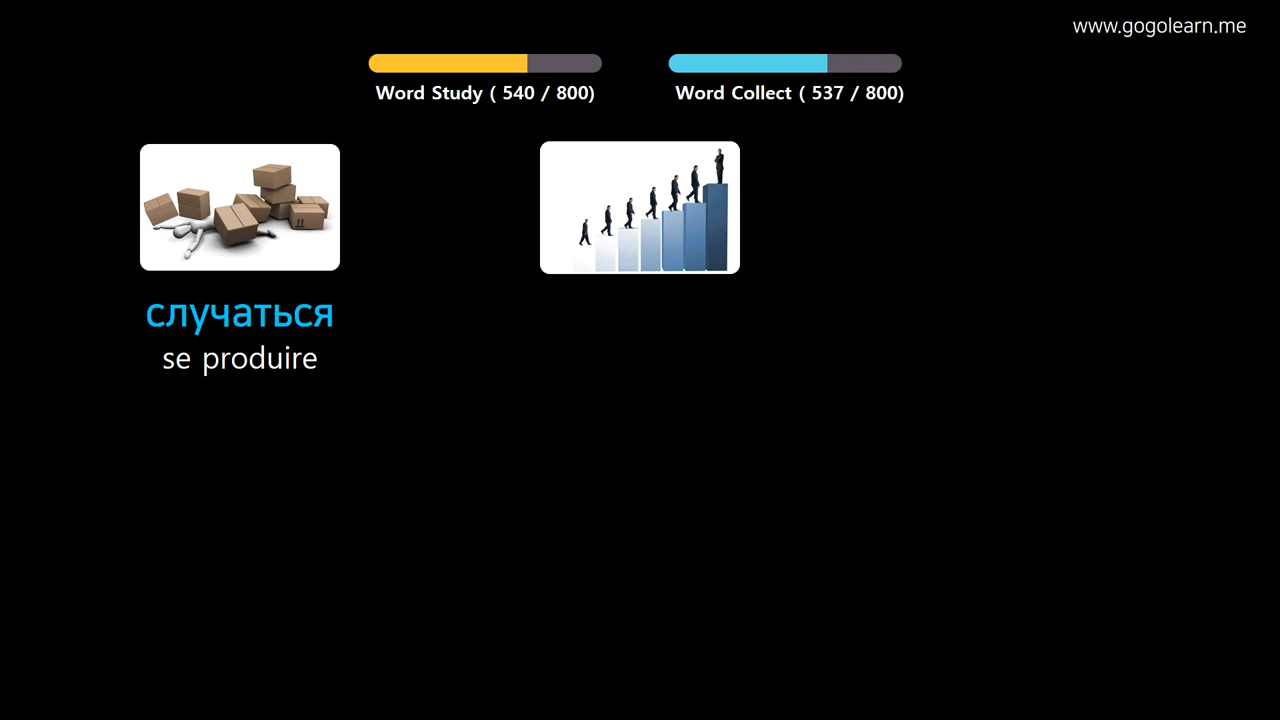 www.gogolearn.me
Word Study ( 540 / 800)
Word Collect ( 537 / 800)
случаться
se produire